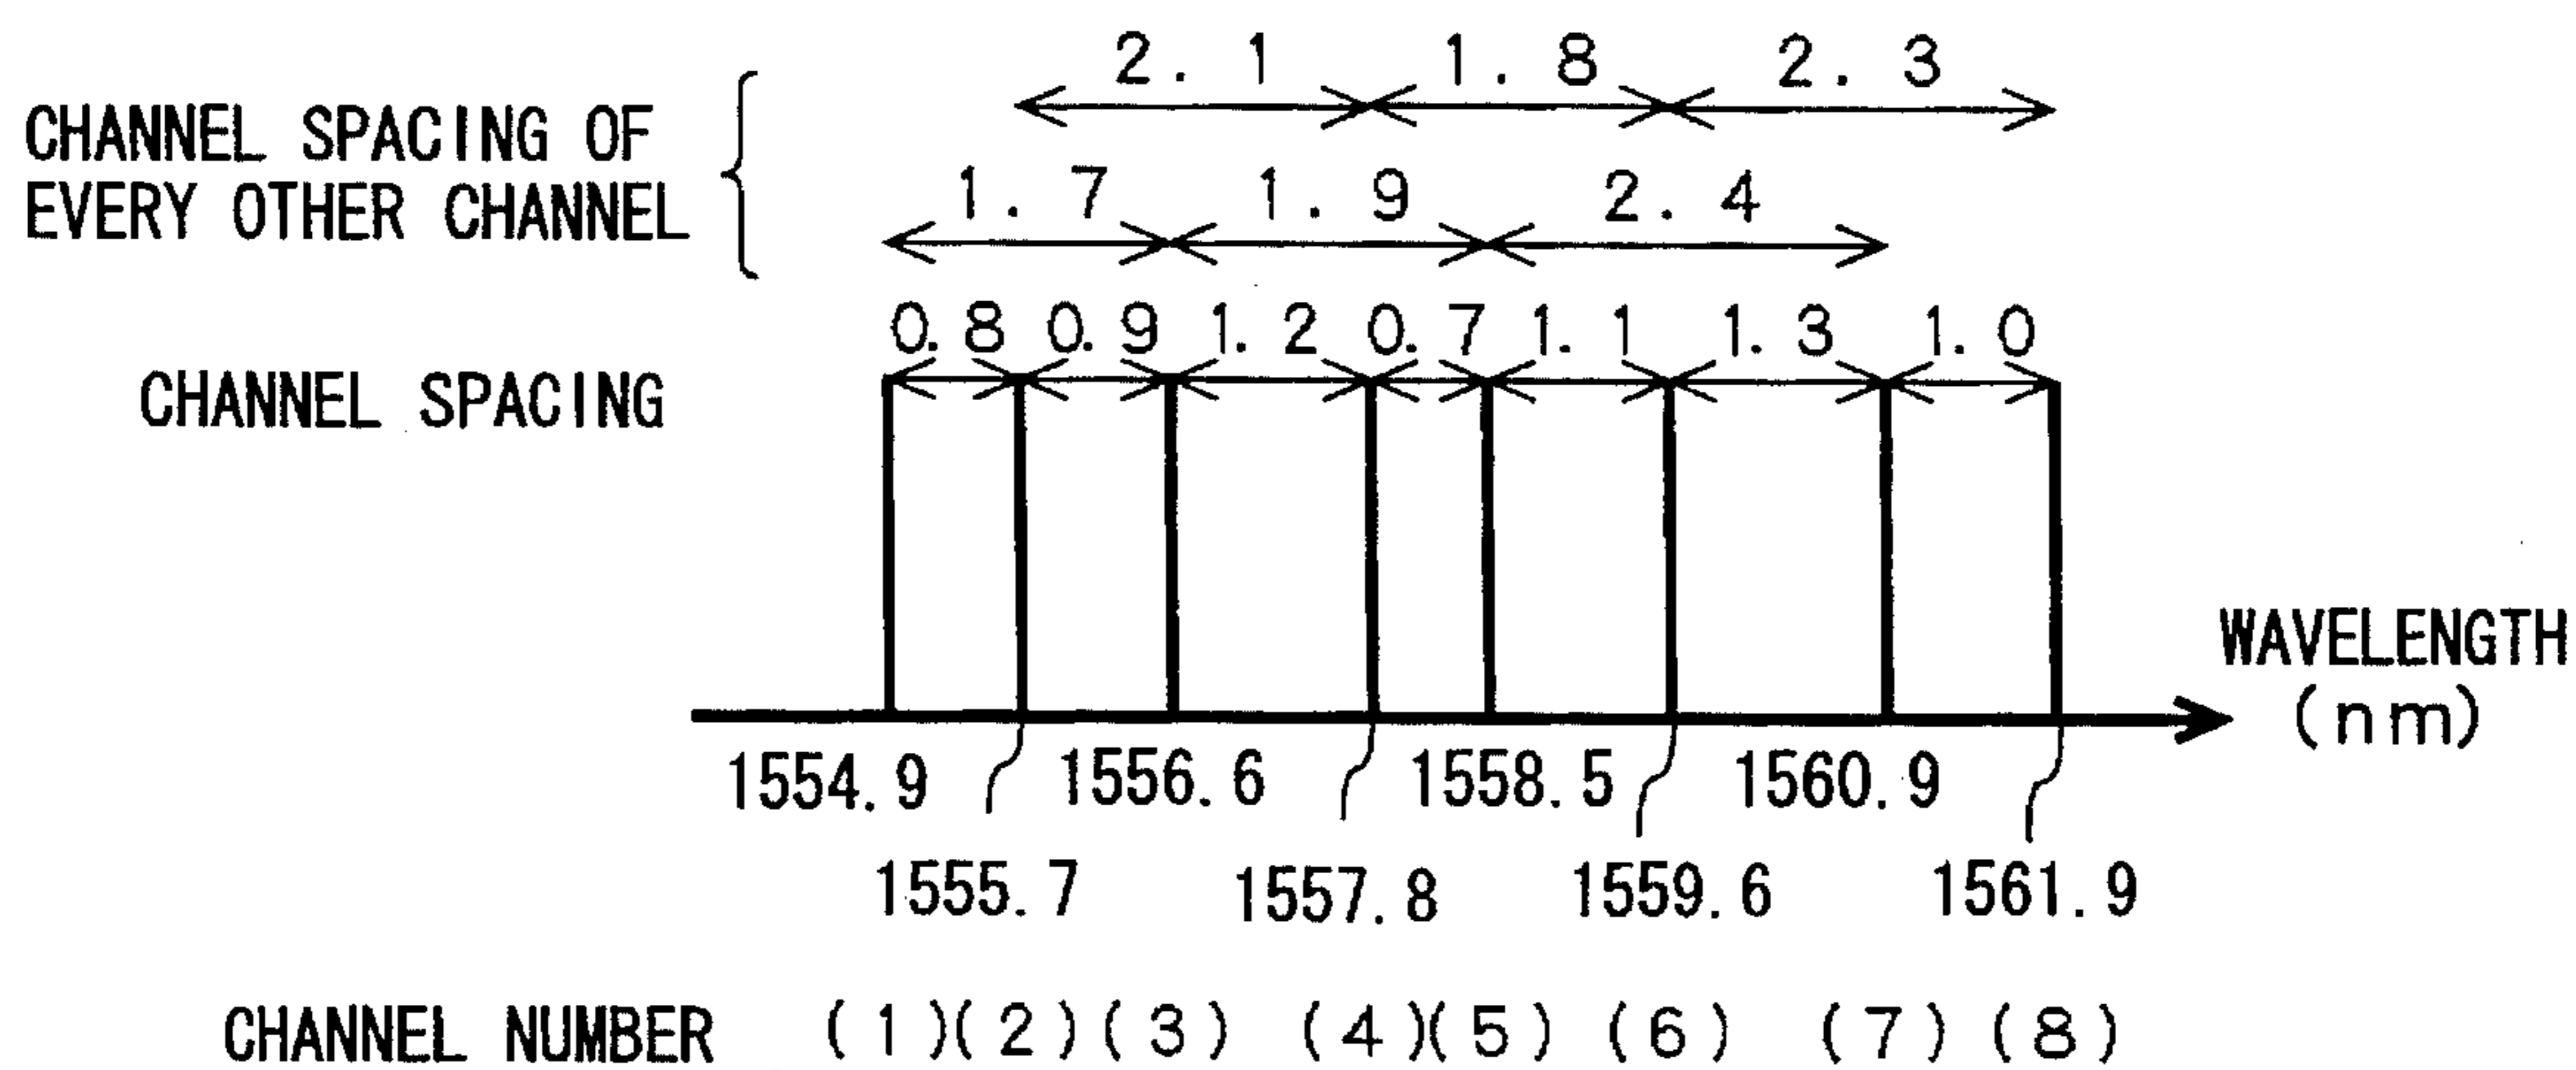 2.1 1.8 2.3
CHANNEL SPACING OF
EVERY OTHER CHANNEL
1.7 1.9 2.4
0.8 0.9 1.2 0.7 1.1 1.3 1.0
CHANNEL SPACING
WAVELENGTH
(nm)
1554.9 1556.6 1558.5 1560.9
1555.7 1557.8 1559.6 1561.9
CHANNEL NUMBER (1)(2)(3) (4)(5) (6) (7)(8)